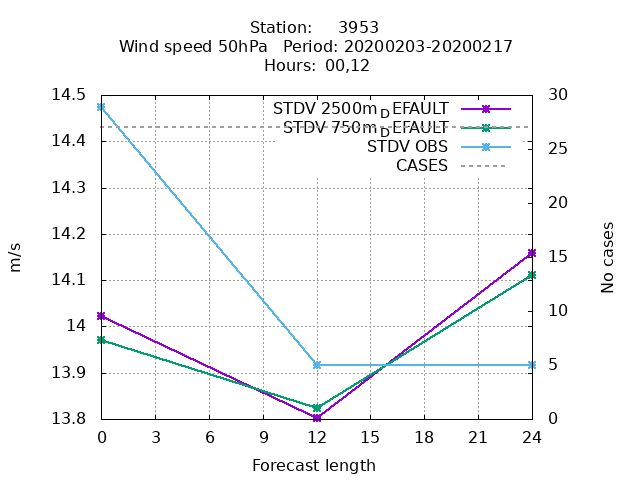 Station: 3953
Wind speed 50hPa Period: 20200203-20200217
Hours: 00,12
14.5 30
STDV 2500m_DEFAULT
STDV 750m_DEFAULT
STDV OBS
CASES
14.4
14.3
14.2
14.1
14
13.9
13.8
25
20
15
10
5
0
m/s
No cases
0 3 6 9 12 15 18 21 24
Forecast length